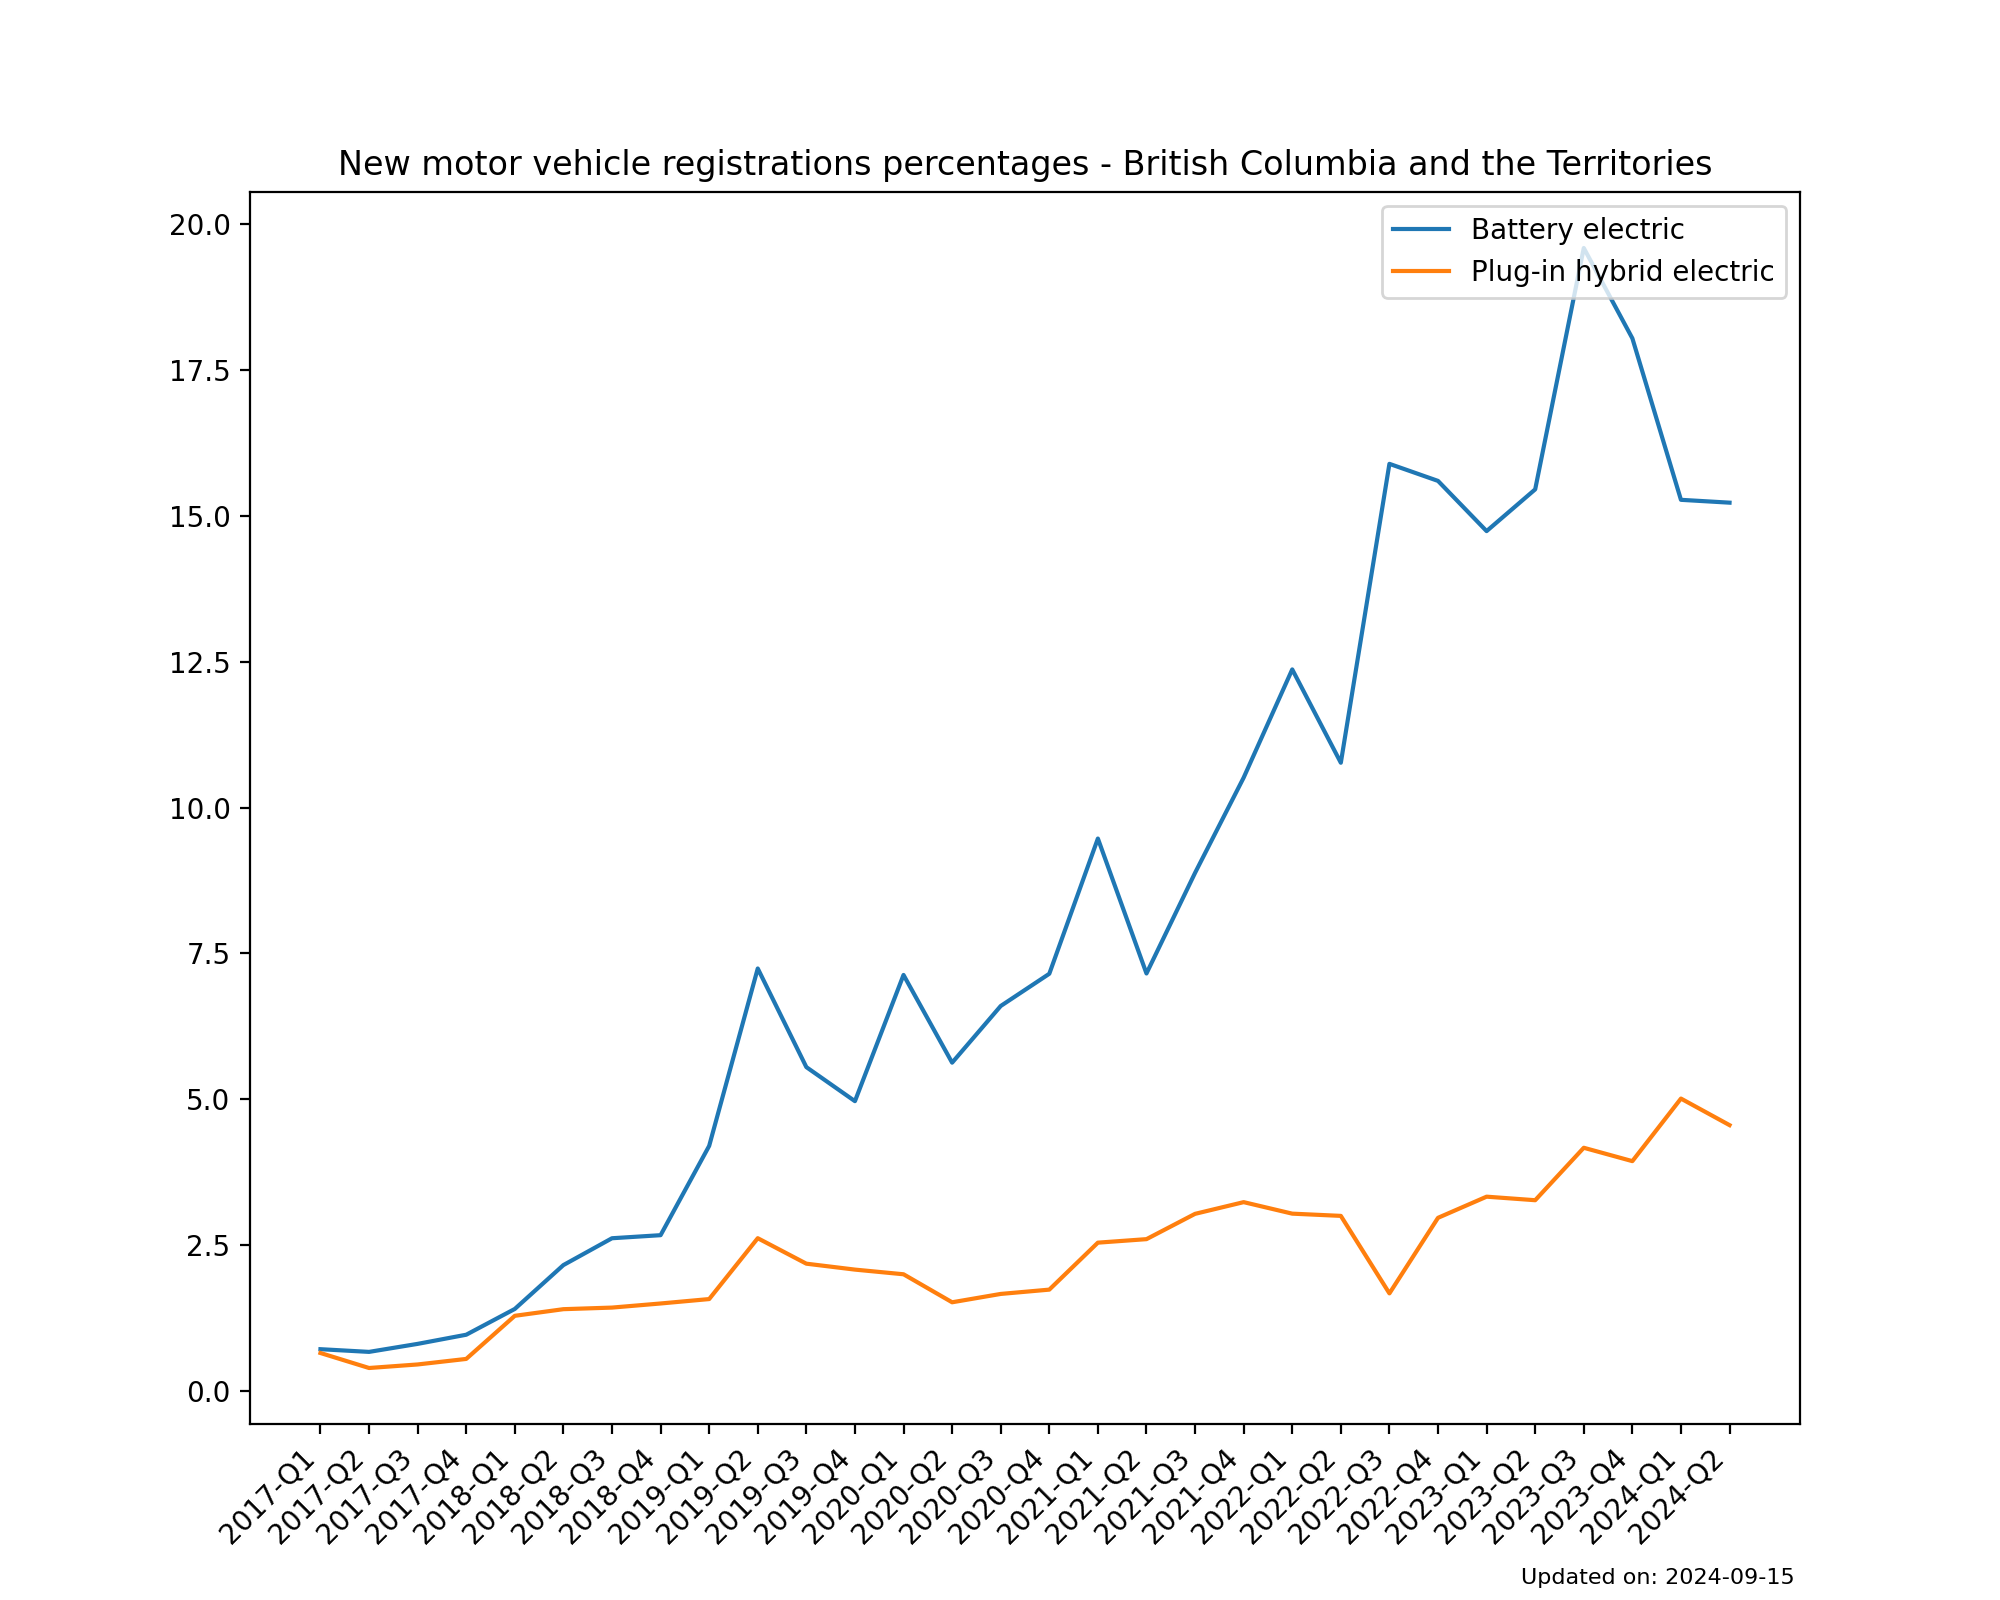 New motor vehicle registrations percentages - British Columbia and the Territories
Battery electric
Plug-in hybrid electric
20.0
17.5
15.0
12.5
10.0
7.5
5.0
2.5
0.0
2017-Q1
2017-Q2
2017-Q3
2017-Q4
2018-Q1
2018-Q2
2018-Q3
2018-Q4
2019-Q1
2019-Q2
2019-Q3
2019-Q4
2020-Q1
2020-Q2
2020-Q3
2020-Q4
2021-Q1
2021-Q2
2021-Q3
2021-Q4
2022-Q1
2022-Q2
2022-Q3
2022-Q4
2023-Q1
2023-Q2
2023-Q3
2023-Q4
2024-Q1
2024-Q2
Updated on: 2024-09-15